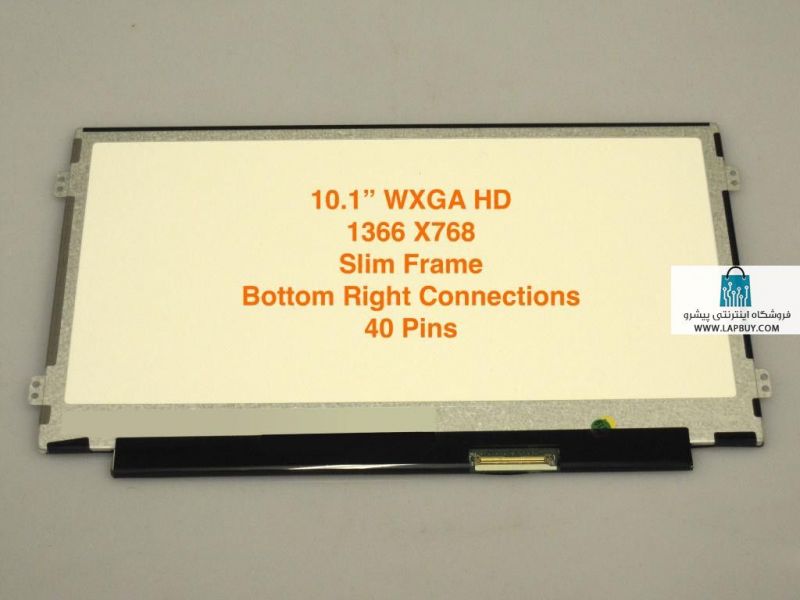 10.1” WXGA HD
1366 X768
Slim Frame
Bottom Right Connections
40 Pins
فروشگاه اینترنتی پیشرو
WWW.LAPBUY.COM